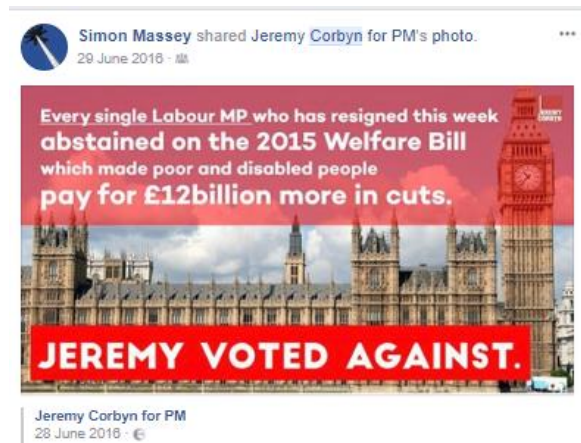 Simon Massey shared Jeremy Corbyn for PM's photo.
29 June 2016 ·
Every single Labour MP who has resigned this week
abstained on the 2015 Welfare Bill
which made poor and disabled people
pay for £12billion more in cuts.
JEREMY VOTED AGAINST.
Jeremy Corbyn for PM
28 June 2016 ·